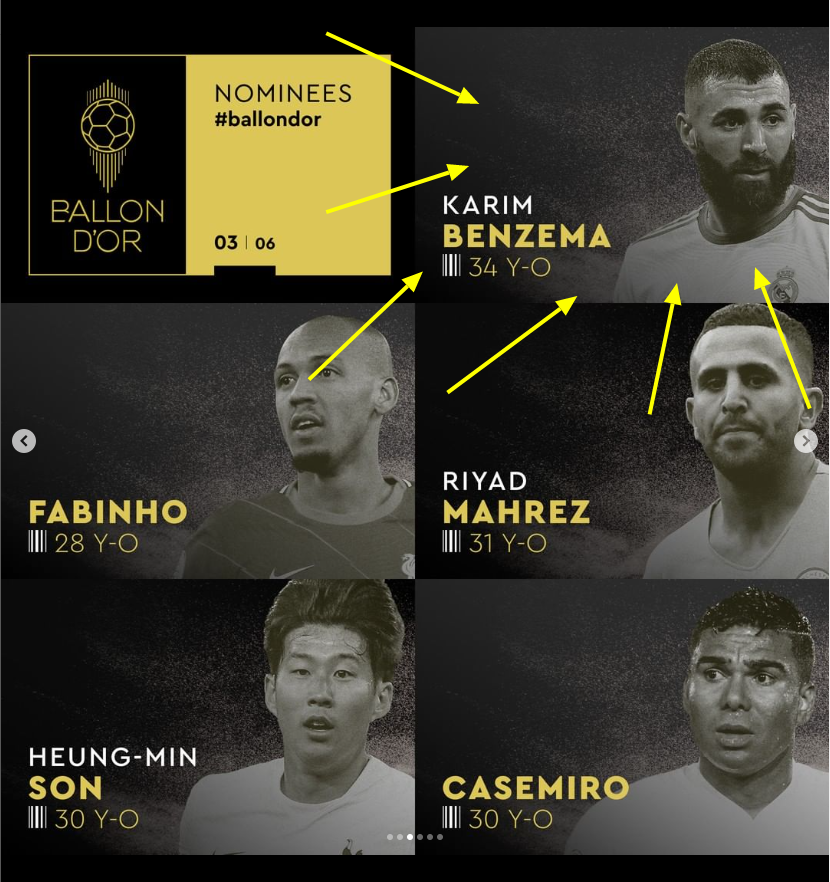 NOMINEES
#ballondor
BALLON
D'OR
03 | 06
KARIM
BENZEMA
34 Y-O
FABINHO
28 Y-O
RIYAD
MAHREZ
31 Y-O
HEUNG-MIN
SON
30 Y-O
CASEMIRO
30 Y-O